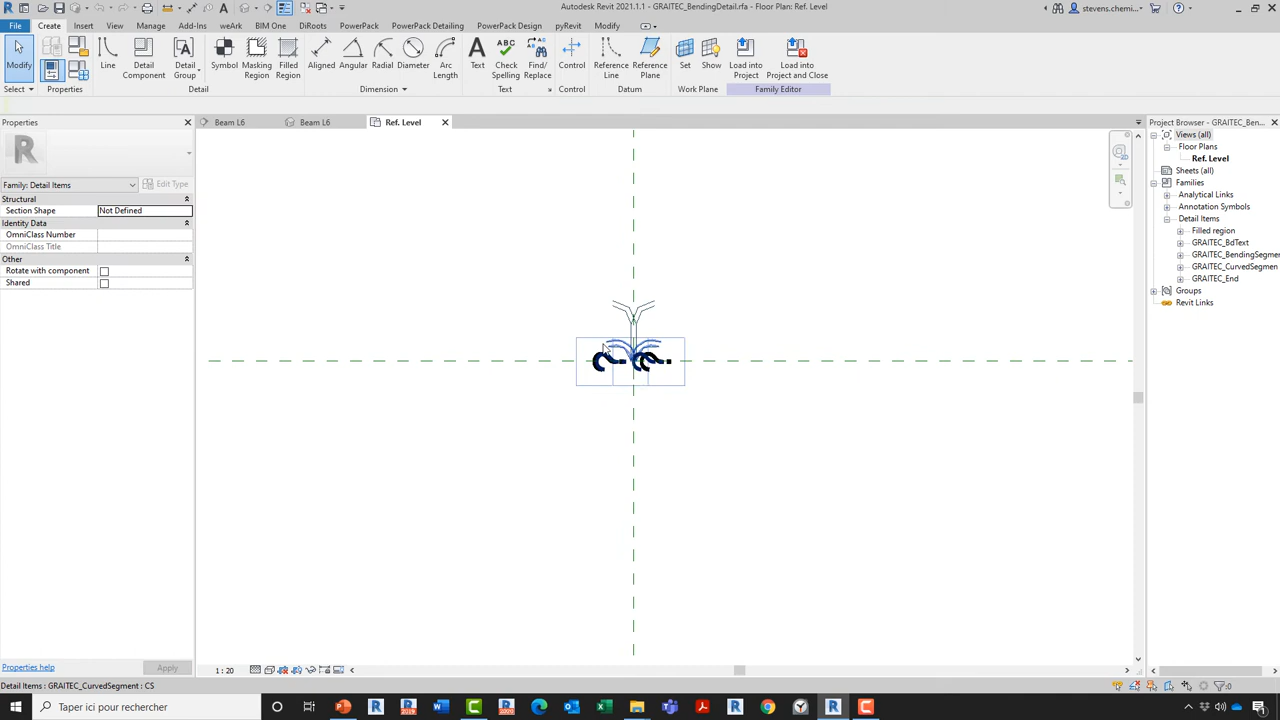 Autodesk Revit 2021.1.1 - GRAITEC_BendingDetail.rfa - Floor Plan: Ref. Level
stevens.chemi...
File Create Insert View Manage Add-Ins weArk BIM One DiRoots PowerPack PowerPack Detailing PowerPack Design pyRevit Modify
Modify
Line
Detail Component
Detail Group
Symbol
Masking Region
Filled Region
Aligned
Angular
Radial
Diameter
Arc Length
Text
Check Spelling
Find/ Replace
Control
Reference Line
Reference Plane
Set
Show
Load into Project
Load into Project and Close
Select Properties Detail Dimension Text Control Datum Work Plane Family Editor
Properties
Beam L6 Beam L6 Ref. Level
Project Browser - GRAITEC_Ben...
R
Family: Detail Items
Edit Type
Structural
Section Shape Not Defined
Identity Data
OmniClass Number
OmniClass Title
Other
Rotate with component
Shared
Views (all)
Floor Plans
Ref. Level
Sheets (all)
Families
Analytical Links
Annotation Symbols
Detail Items
Filled region
GRAITEC_BdText
GRAITEC_BendingSegme
GRAITEC_CurvedSegmen
GRAITEC_End
Groups
Revit Links
Properties help
Apply
1 : 20
Detail Items : GRAITEC_CurvedSegment : CS
:0
Taper ici pour rechercher